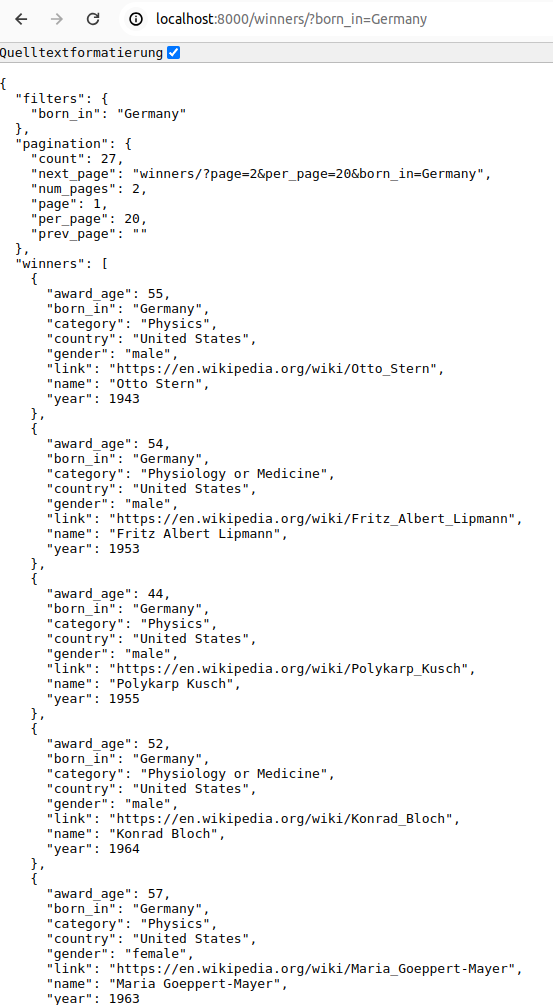 localhost:8000/winners/?born_in=Germany
Quelltextformatierung
{
  "filters": {
    "born_in": "Germany"
  },
  "pagination": {
    "count": 27,
    "next_page": "winners/?page=2&per_page=20&born_in=Germany",
    "num_pages": 2,
    "page": 1,
    "per_page": 20,
    "prev_page": ""
  },
  "winners": [
    {
      "award_age": 55,
      "born_in": "Germany",
      "category": "Physics",
      "country": "United States",
      "gender": "male",
      "link": "https://en.wikipedia.org/wiki/Otto_Stern",
      "name": "Otto Stern",
      "year": 1943
    },
    {
      "award_age": 54,
      "born_in": "Germany",
      "category": "Physiology or Medicine",
      "country": "United States",
      "gender": "male",
      "link": "https://en.wikipedia.org/wiki/Fritz_Albert_Lipmann",
      "name": "Fritz Albert Lipmann",
      "year": 1953
    },
    {
      "award_age": 44,
      "born_in": "Germany",
      "category": "Physics",
      "country": "United States",
      "gender": "male",
      "link": "https://en.wikipedia.org/wiki/Polykarp_Kusch",
      "name": "Polykarp Kusch",
      "year": 1955
    },
    {
      "award_age": 52,
      "born_in": "Germany",
      "category": "Physiology or Medicine",
      "country": "United States",
      "gender": "male",
      "link": "https://en.wikipedia.org/wiki/Konrad_Bloch",
      "name": "Konrad Bloch",
      "year": 1964
    },
    {
      "award_age": 57,
      "born_in": "Germany",
      "category": "Physics",
      "country": "United States",
      "gender": "female",
      "link": "https://en.wikipedia.org/wiki/Maria_Goeppert-Mayer",
      "name": "Maria Goeppert-Mayer",
      "year": 1963